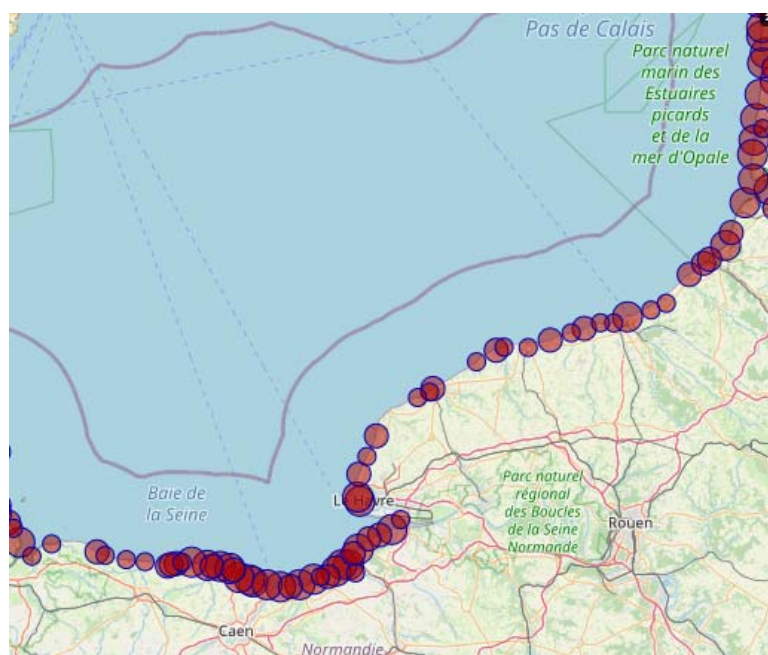 Pas de Calais
Parc naturel
marin des
Estuaires
picards
et de la
mer d'Opale
Baie de
la Seine
Le Havre
Parc naturel
régional
des Boucles
de la Seine
Normande
Rouen
Caen
Normandie